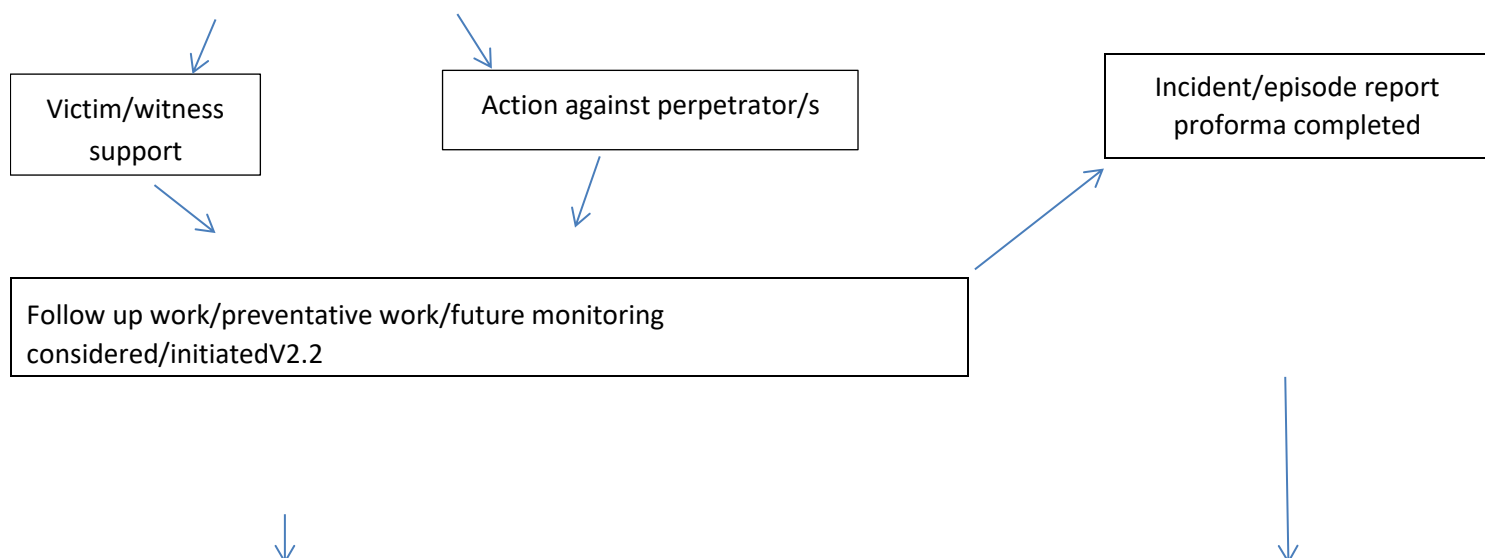 Victim/witness
support
Action against perpetrator/s
Incident/episode report
proforma completed
Follow up work/preventative work/future monitoring
considered/initiatedV2.2